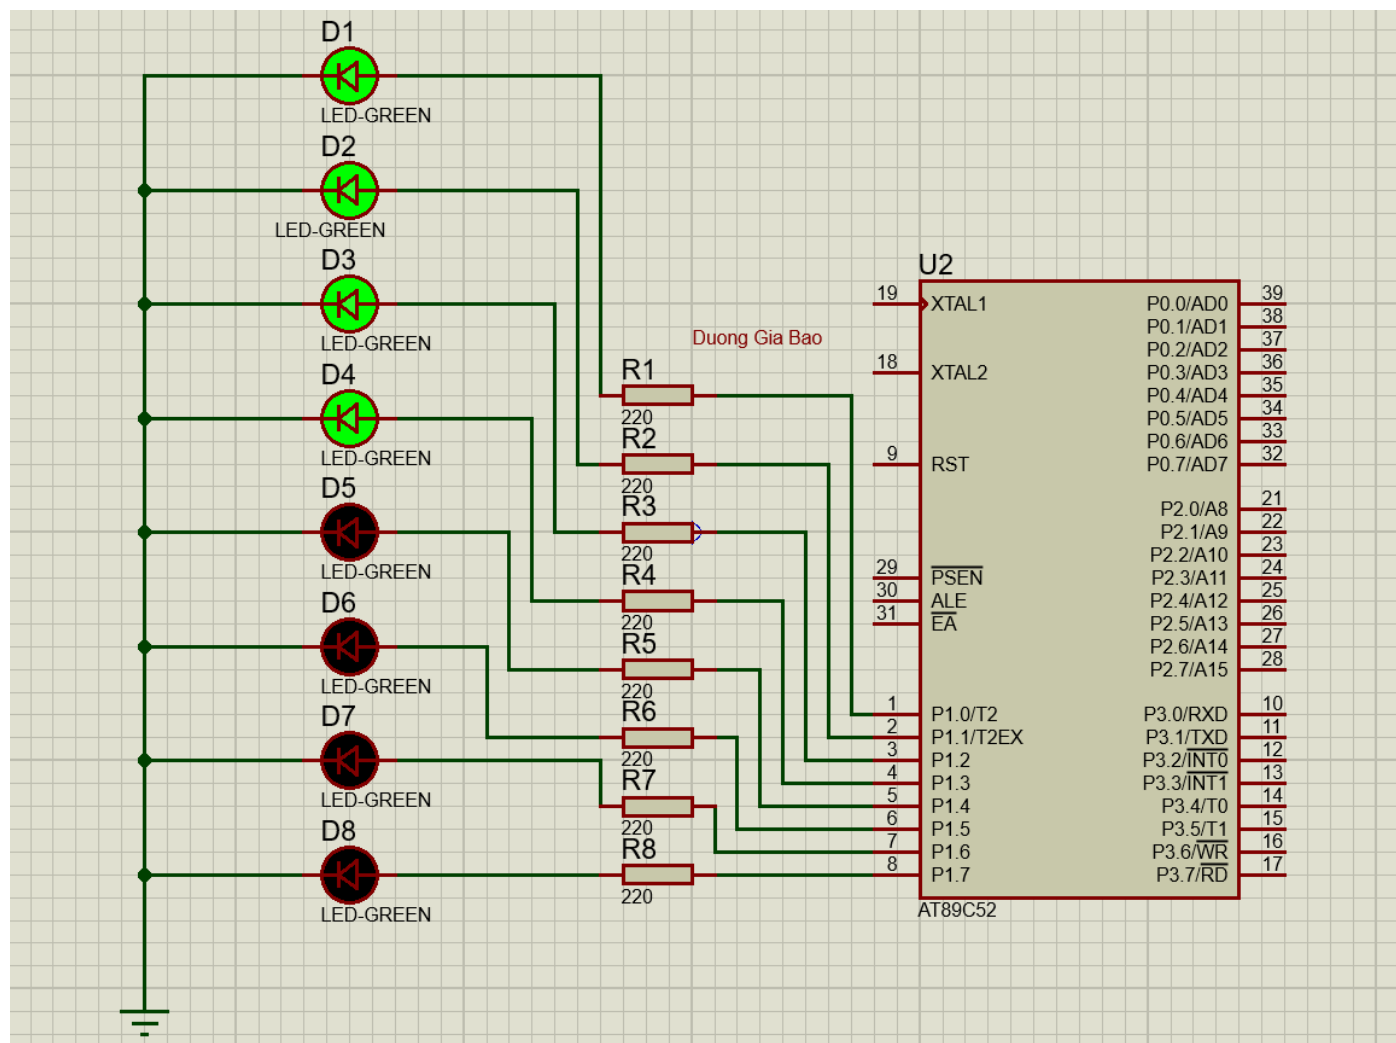 D1
LED-GREEN
D2
LED-GREEN
D3
LED-GREEN
D4
LED-GREEN
D5
LED-GREEN
D6
LED-GREEN
D7
LED-GREEN
D8
LED-GREEN
Duong Gia Bao
R1
220
R2
220
R3
220
R4
220
R5
220
R6
220
R7
220
R8
220
U2
19 XTAL1
18 XTAL2
9 RST
29 PSEN
30 ALE
31 EA
1 P1.0/T2
2 P1.1/T2EX
3 P1.2
4 P1.3
5 P1.4
6 P1.5
7 P1.6
8 P1.7
P0.0/AD0 39
P0.1/AD1 38
P0.2/AD2 37
P0.3/AD3 36
P0.4/AD4 35
P0.5/AD5 34
P0.6/AD6 33
P0.7/AD7 32
P2.0/A8 21
P2.1/A9 22
P2.2/A10 23
P2.3/A11 24
P2.4/A12 25
P2.5/A13 26
P2.6/A14 27
P2.7/A15 28
P3.0/RXD 10
P3.1/TXD 11
P3.2/INT0 12
P3.3/INT1 13
P3.4/T0 14
P3.5/T1 15
P3.6/WR 16
P3.7/RD 17
AT89C52